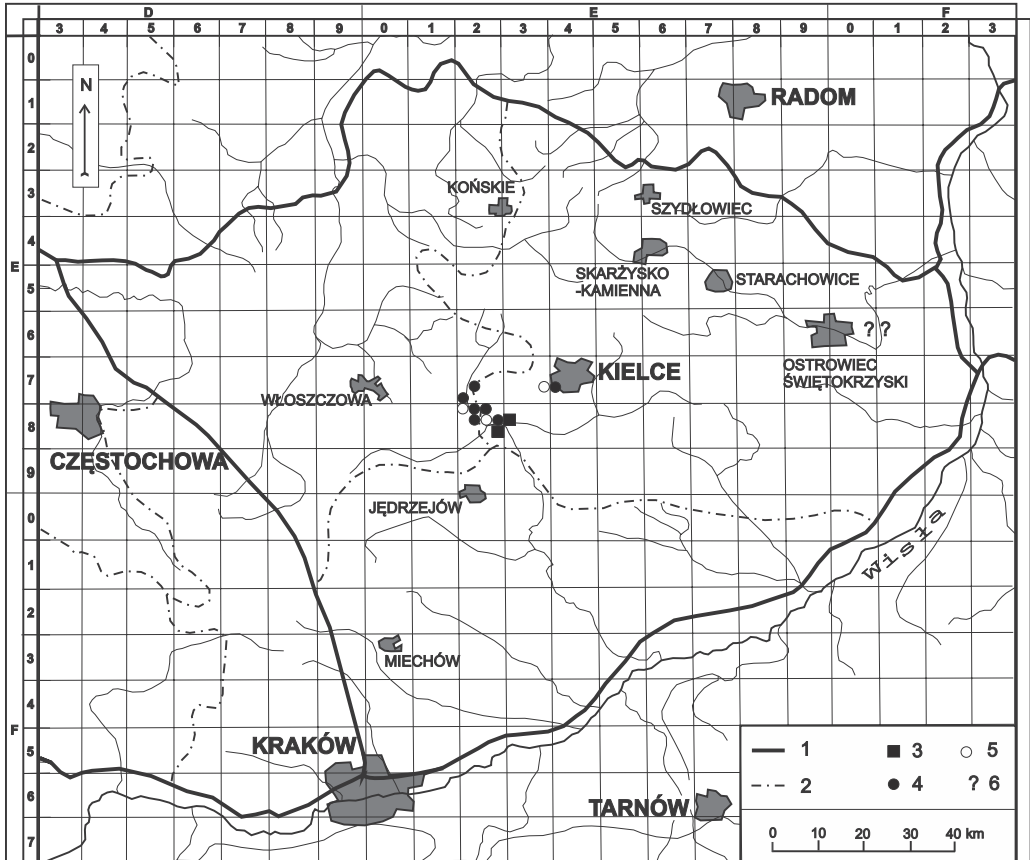 D E F
3 4 5 6 7 8 9 0 1 2 3 4 5 6 7 8 9 0 1 2 3
0
N
1
RADOM
2
KOŃSKIE
3
SZYDŁOWIEC
4
E
SKARŻYSKO
-KAMIENNA
STARACHOWICE
5
6
? ?
OSTROWIEC
ŚWIĘTOKRZYSKI
7
KIELCE
WŁOSZCZOWA
8
CZĘSTOCHOWA
9
JĘDRZEJÓW
0
Wisła
1
2
3
MIECHÓW
4
F
5
KRAKÓW
6
TARNÓW
7
1 3 5
2 4 ? 6
0 10 20 30 40 km